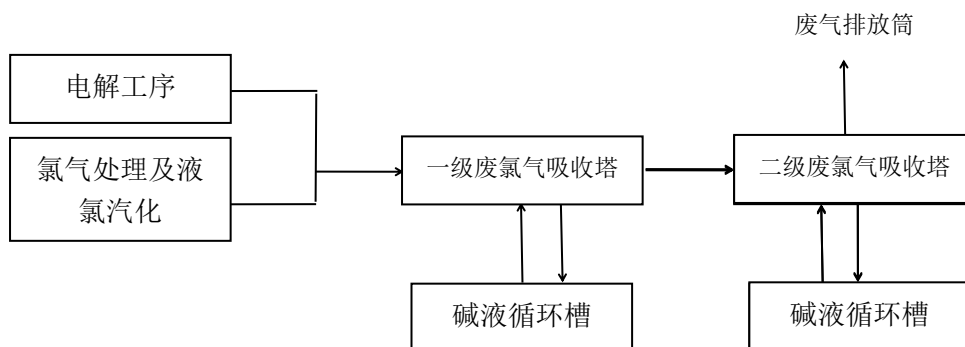 废气排放筒
电解工序
氯气处理及液
氯汽化
一级废氯气吸收塔
二级废氯气吸收塔
碱液循环槽
碱液循环槽